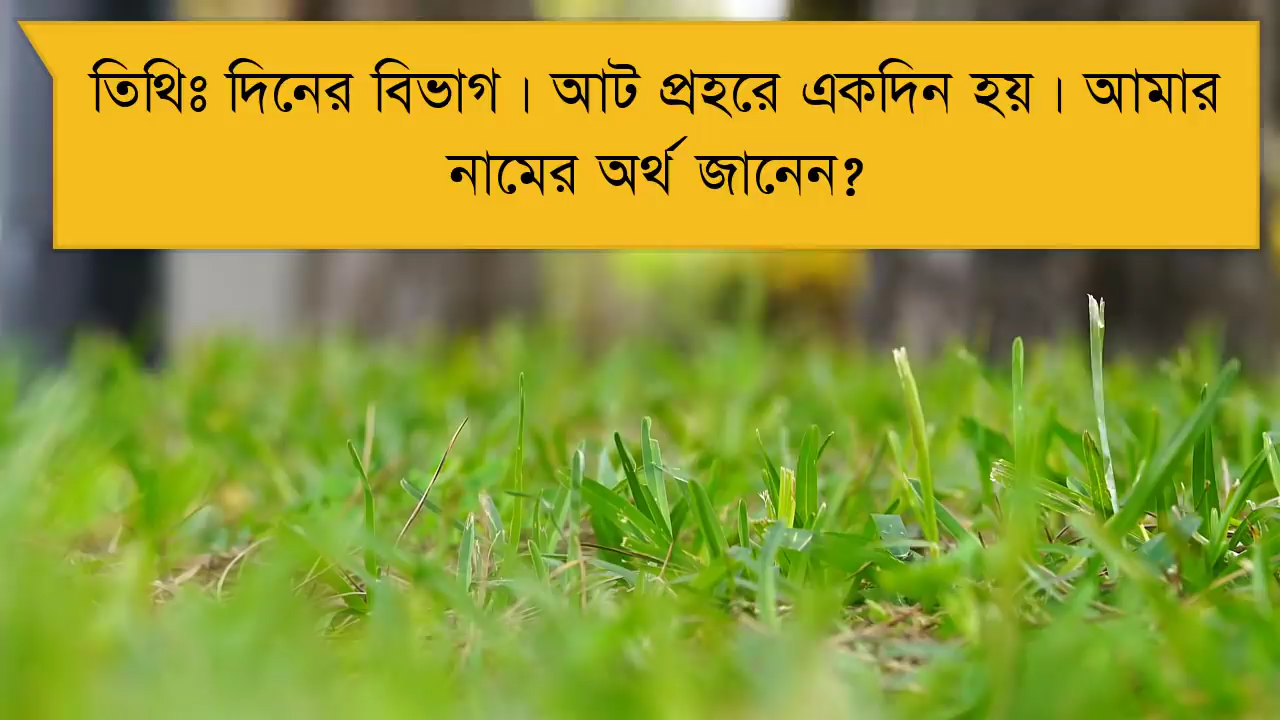 তিথিঃ দিনের বিভাগ। আট প্রহরে একদিন হয়। আমার
নামের অর্থ জানেন?